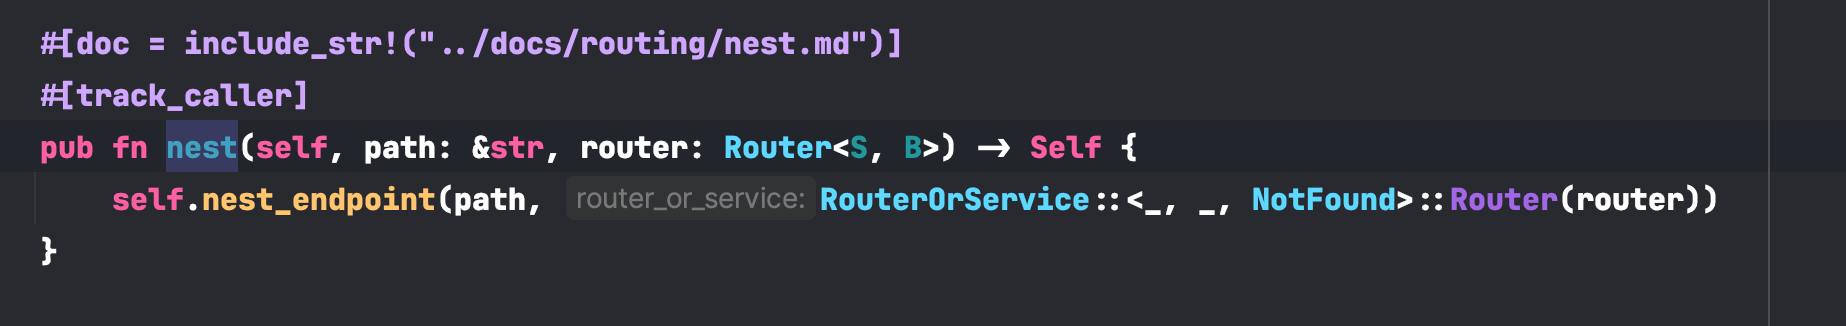 #[doc = include_str!("../docs/routing/nest.md")]
#[track_caller]
pub fn nest(self, path: &str, router: Router<S, B>) -> Self {
self.nest_endpoint(path, router_or_service: RouterOrService::<_, _, NotFound>::Router(router))
}